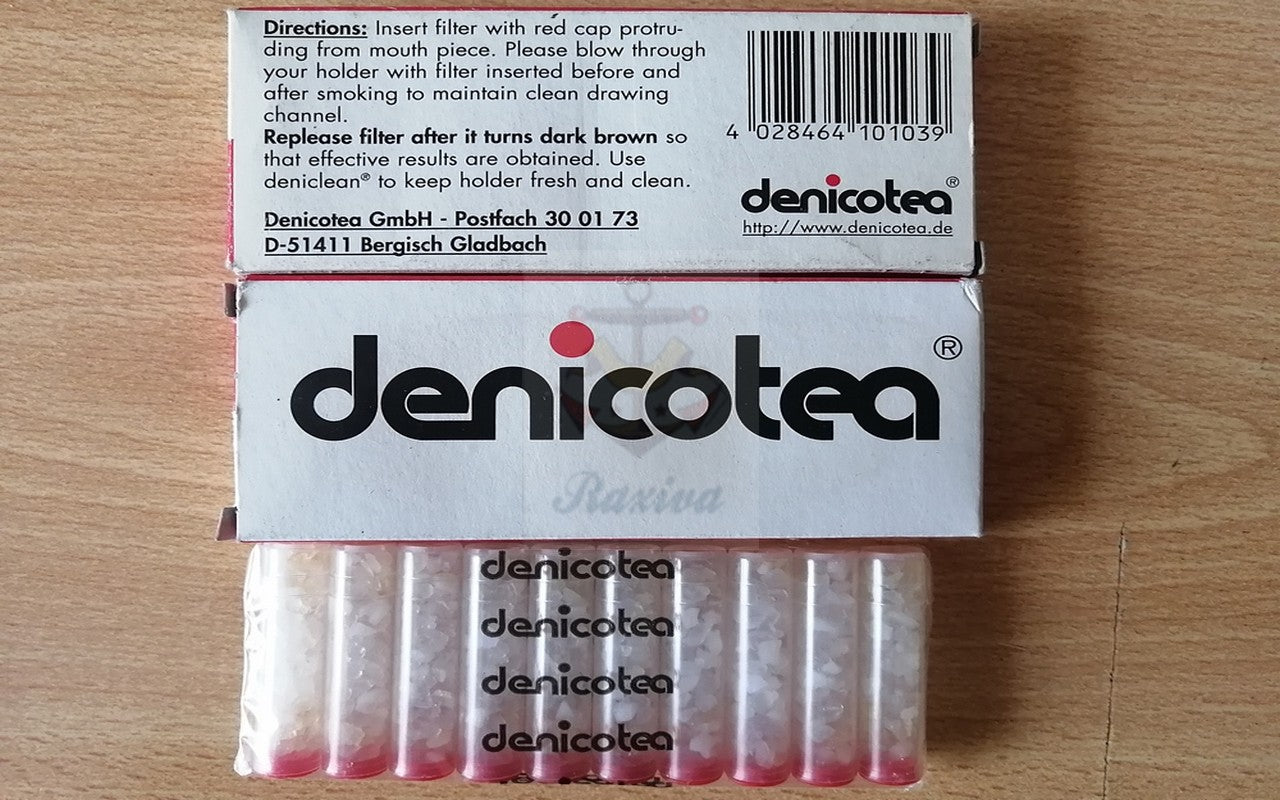 Directions: Insert filter with red cap protru-
ding from mouth piece. Please blow through
your holder with filter inserted before and
after smoking to maintain clean drawing
channel.
Replease filter after it turns dark brown so
that effective results are obtained. Use
deniclean® to keep holder fresh and clean.
Denicotea GmbH - Postfach 30 01 73
D-51411 Bergisch Gladbach
4 028464 101039
denicotea®
http://www.denicotea.de
denicotea®
Raxiva
denicotea
denicotea
denicotea
denicotea
denicotea